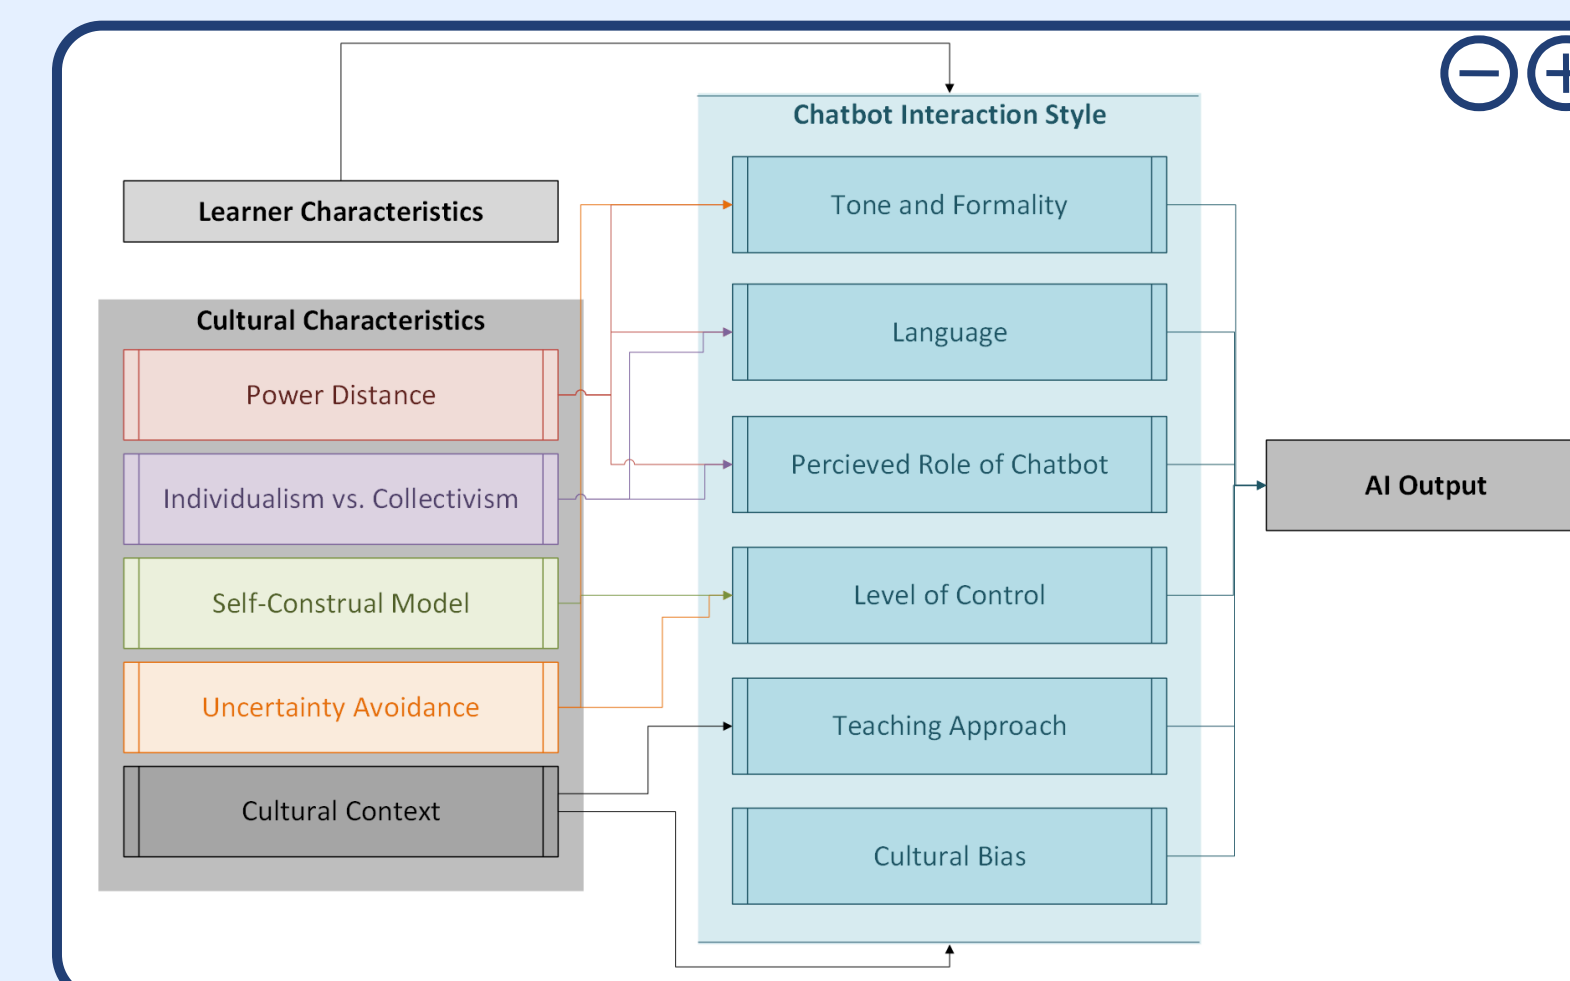 Chatbot Interaction Style
Learner Characteristics
Tone and Formality
Cultural Characteristics
Language
Power Distance
Percieved Role of Chatbot
Individualism vs. Collectivism
AI Output
Self-Construal Model
Level of Control
Uncertainty Avoidance
Teaching Approach
Cultural Context
Cultural Bias